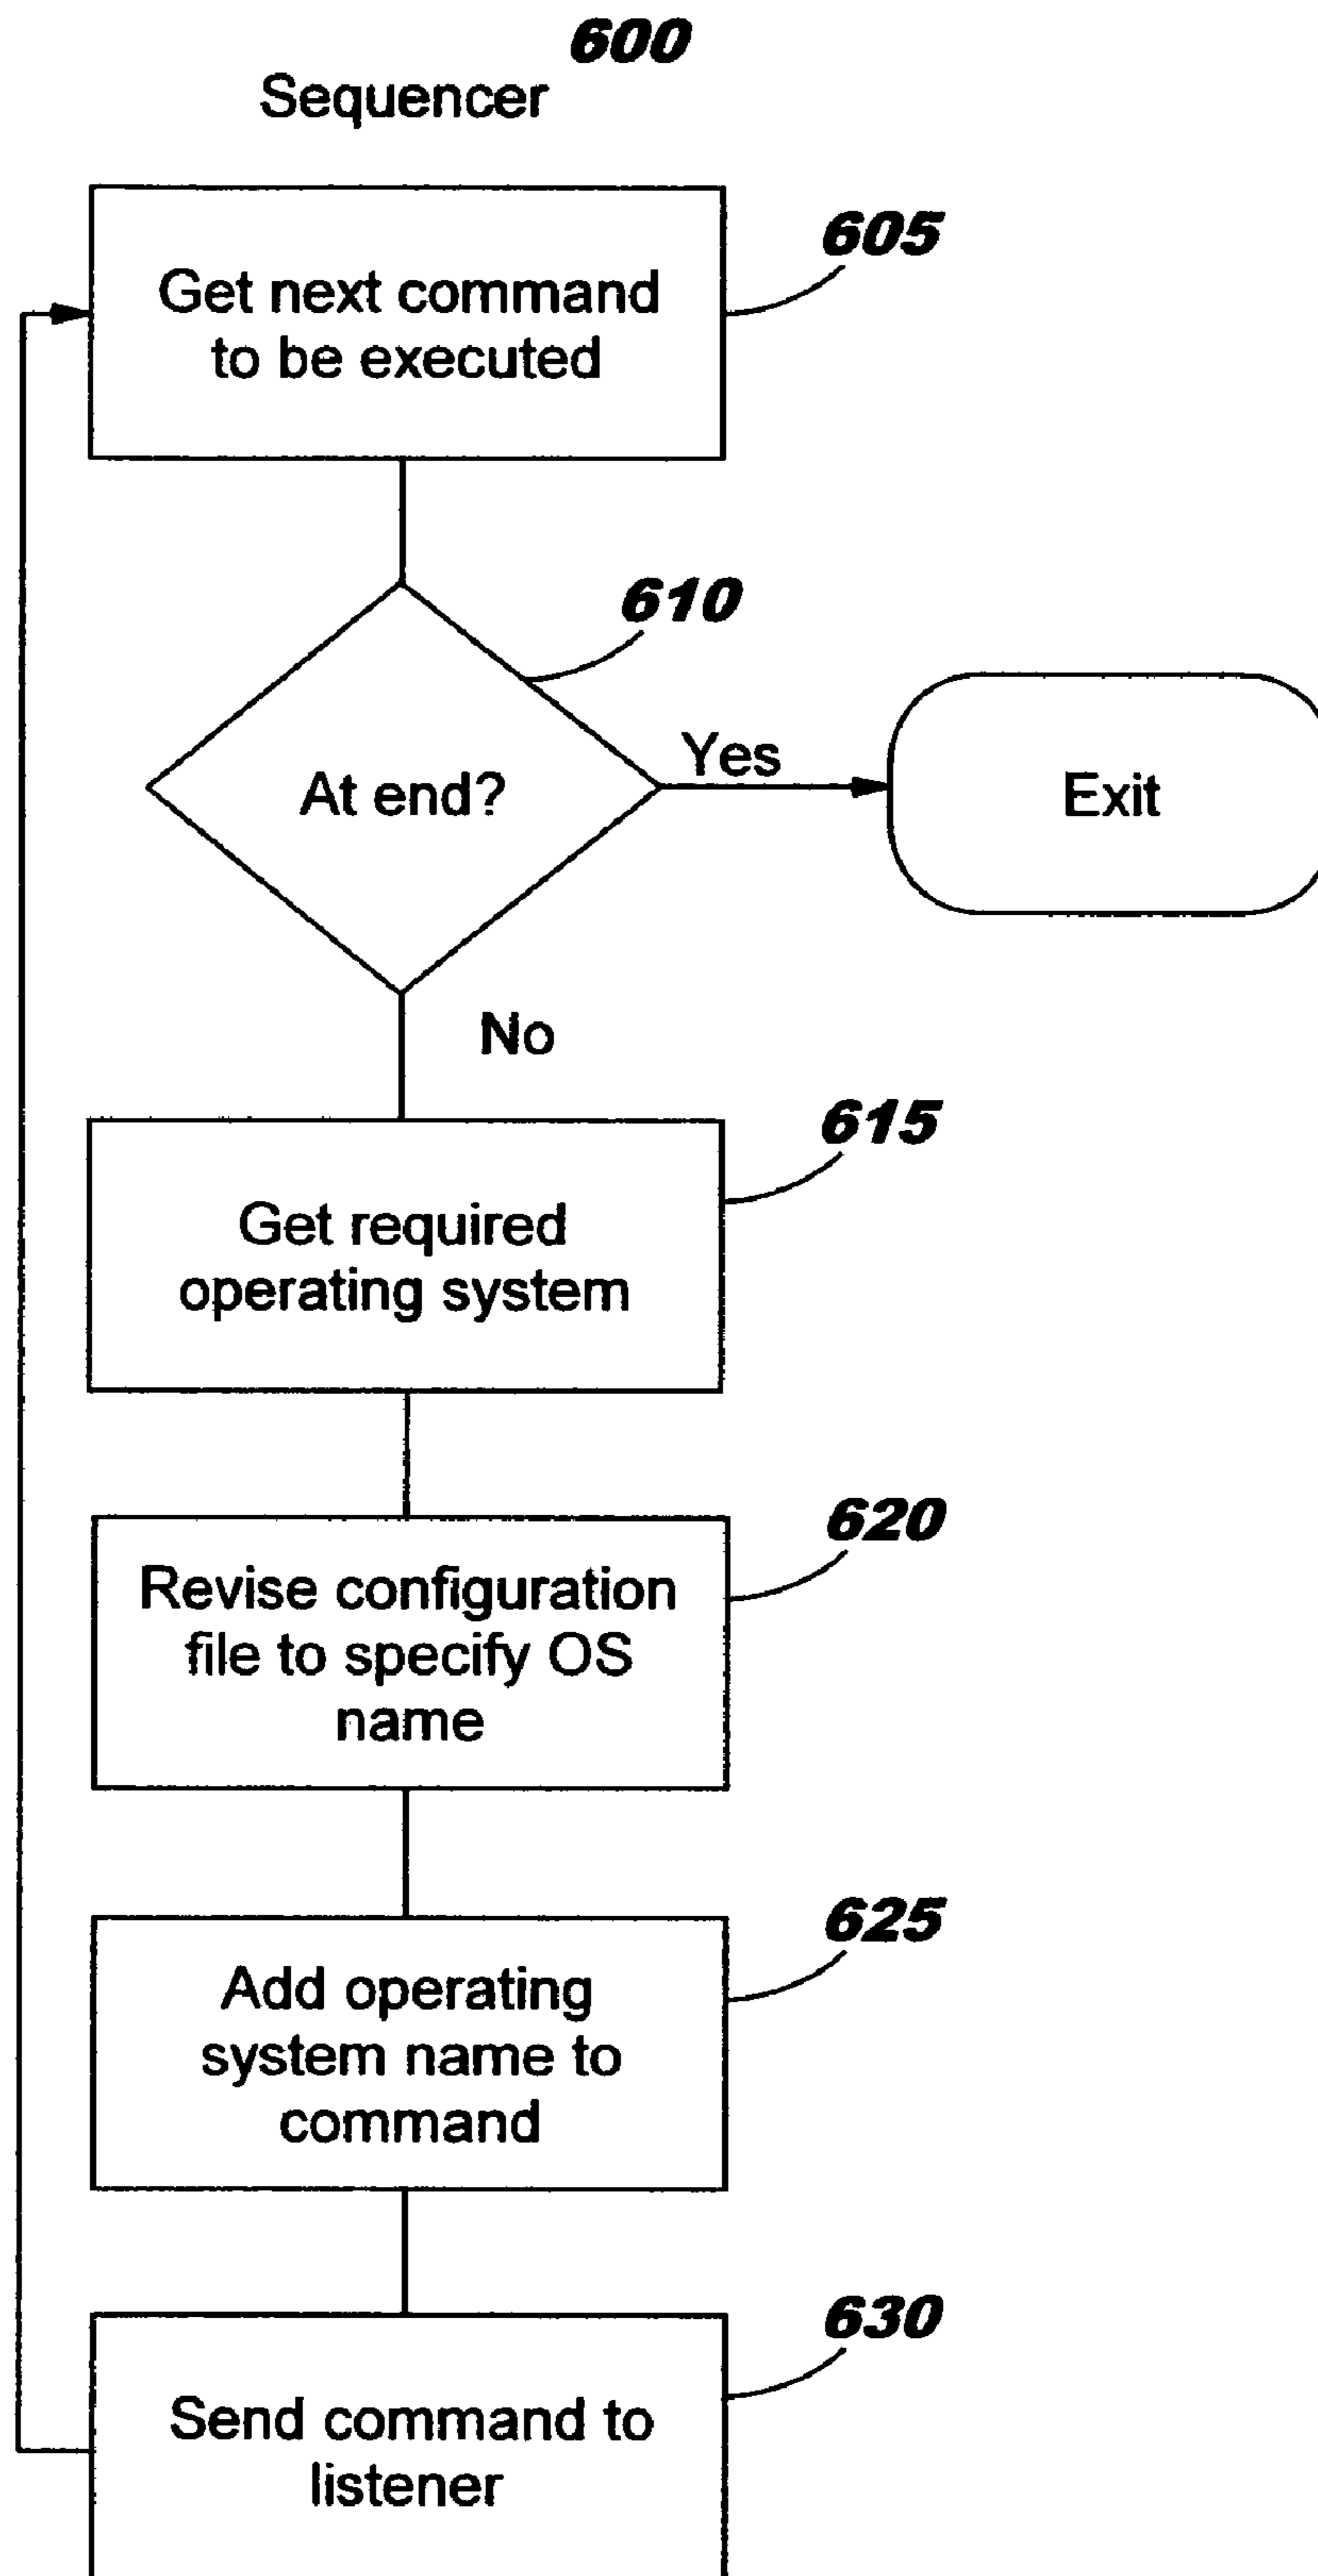 600
Sequencer
605
Get next command
to be executed
610
At end?
Yes
Exit
No
615
Get required
operating system
620
Revise configuration
file to specify OS
name
625
Add operating
system name to
command
630
Send command to
listener